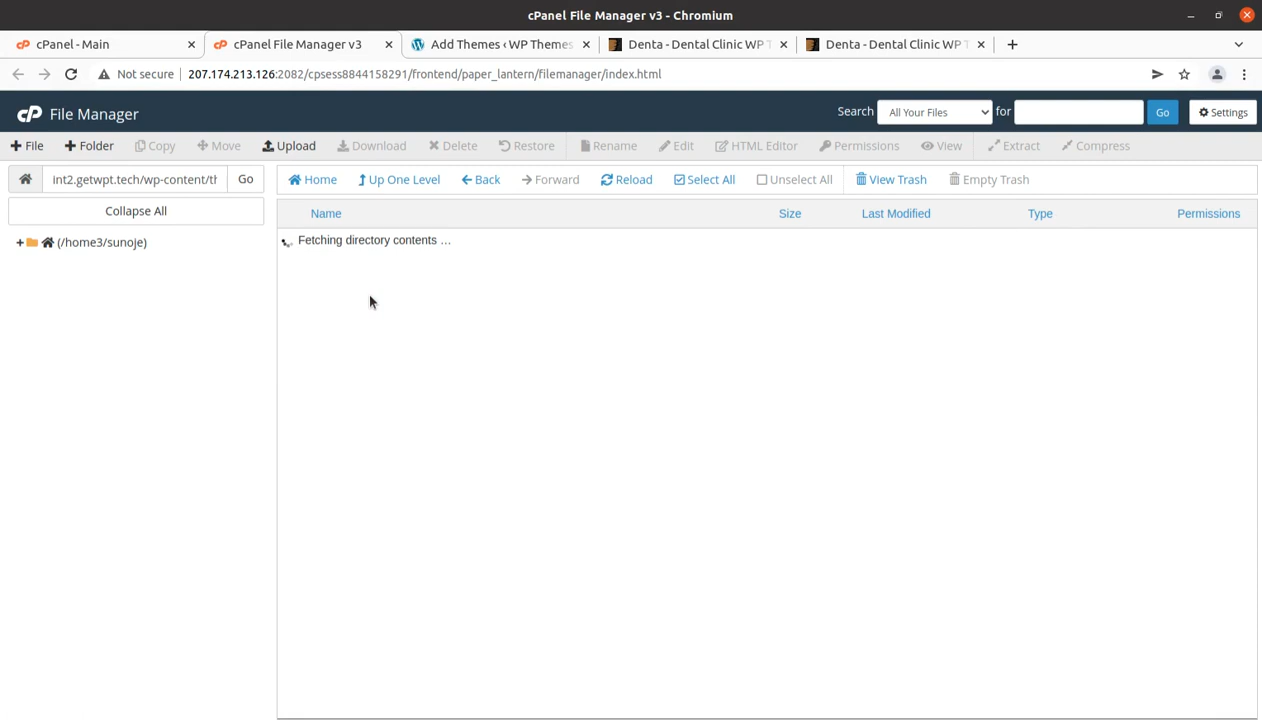 cPanel File Manager v3 - Chromium
cPanel - Main
cPanel File Manager v3
Add Themes ‹ WP Themes
Denta - Dental Clinic WP T
Denta - Dental Clinic WP T
Not secure
207.174.213.126:2082/cpsess8844158291/frontend/paper_lantern/filemanager/index.html
cP File Manager
Search All Your Files for Go Settings
File Folder Copy Move Upload Download Delete Restore Rename Edit HTML Editor Permissions View Extract Compress
int2.getwpt.tech/wp-content/th Go
Home Up One Level Back Forward Reload Select All Unselect All View Trash Empty Trash
Collapse All
Name Size Last Modified Type Permissions
(/home3/sunoje)
Fetching directory contents …